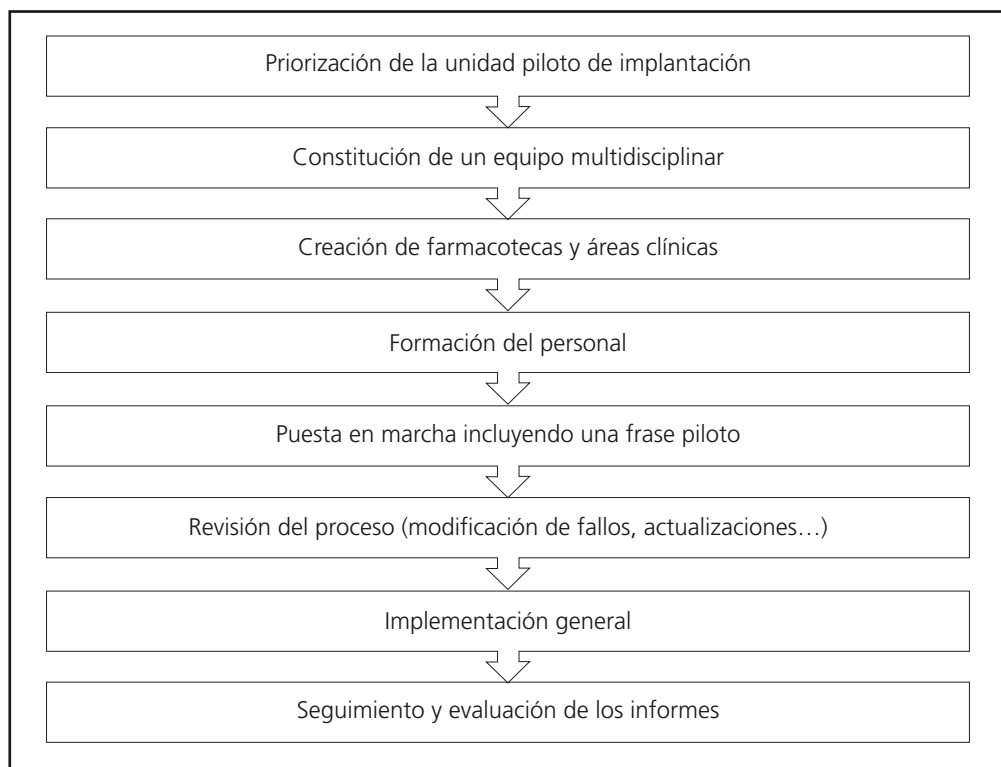 Priorización de la unidad piloto de implantación
Constitución de un equipo multidisciplinar
Creación de farmacotecas y áreas clínicas
Formación del personal
Puesta en marcha incluyendo una frase piloto
Revisión del proceso (modificación de fallos, actualizaciones…)
Implementación general
Seguimiento y evaluación de los informes